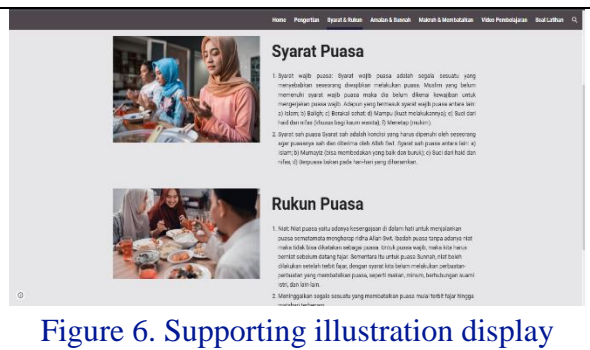 Home Pengertian Syarat & Rukun Amalan & Sunnah Makruh & Membatalkan Video Pembelajaran Soal Latihan
Syarat Puasa
1. Syarat wajib puasa: Syarat wajib puasa adalah segala sesuatu yang
menyebabkan seseorang diwajibkan melakukan puasa. Muslim yang belum
memenuhi syarat wajib puasa maka dia belum dikenai kewajiban untuk
mengerjakan puasa wajib. Adapun yang termasuk syarat wajib puasa antara lain:
a) Islam; b) Baligh; c) Berakal sehat; d) Mampu (kuat melakukannya); e) Suci dari
haid dan nifas (khusus bagi kaum wanita); f) Menetap (mukim).
2. Syarat sah puasa Syarat sah adalah kondisi yang harus dipenuhi oleh seseorang
agar puasanya sah dan diterima oleh Allah Swt. Syarat sah puasa antara lain: a)
Islam; b) Mumayiz (bisa membedakan yang baik dan buruk); c) Suci dari haid dan
nifas; d) Berpuasa bukan pada hari-hari yang diharamkan.
Rukun Puasa
1. Niat: Niat puasa yaitu adanya kesengajaan di dalam hati untuk menjalankan
puasa semata-mata mengharap ridha Allah Swt. Ibadah puasa tanpa adanya niat
maka tidak bisa dikatakan sebagai puasa. Untuk puasa wajib, maka kita harus
berniat sebelum datang fajar. Sementara itu untuk puasa Sunnah, niat boleh
dilakukan setelah terbit fajar, dengan syarat kita belum melakukan perbuatan-
perbuatan yang membatalkan puasa, seperti makan, minum, berhubungan suami
istri, dan lain-lain.
2. Meninggalkan segala sesuatu yang membatalkan puasa mulai terbit fajar hingga
Figure 6. Supporting illustration display